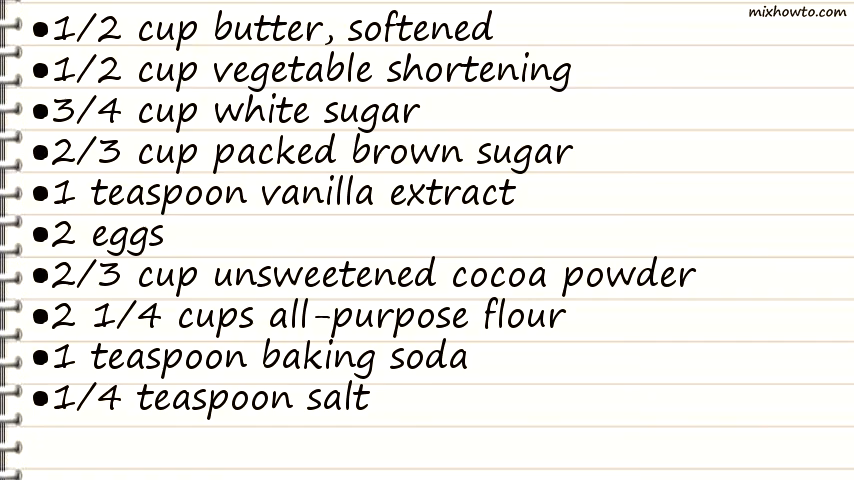 mixhowto.com
•1/2 cup butter, softened
•1/2 cup vegetable shortening
•3/4 cup white sugar
•2/3 cup packed brown sugar
•1 teaspoon vanilla extract
•2 eggs
•2/3 cup unsweetened cocoa powder
•2 1/4 cups all-purpose flour
•1 teaspoon baking soda
•1/4 teaspoon salt